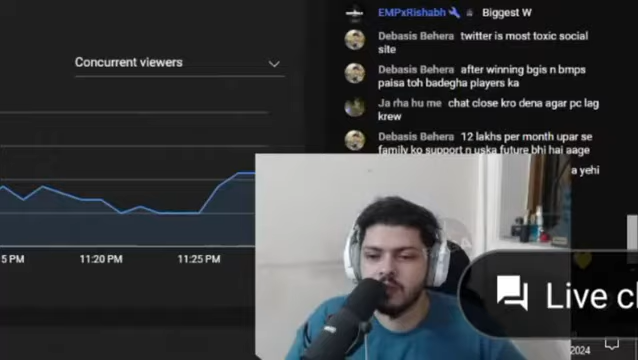 EMPxRishabh Biggest W
Debasis Behera twitter is most toxic social
site
Concurrent viewers
Debasis Behera after winning bgis n bmps
paisa toh badegha players ka
Ja rha hu me chat close kro dena agar pc lag
krew
Debasis Behera 12 lakhs per month upar se
family ko support n uska future bhi hai aage
a yehi
5 PM 11:20 PM 11:25 PM
Live c
2024